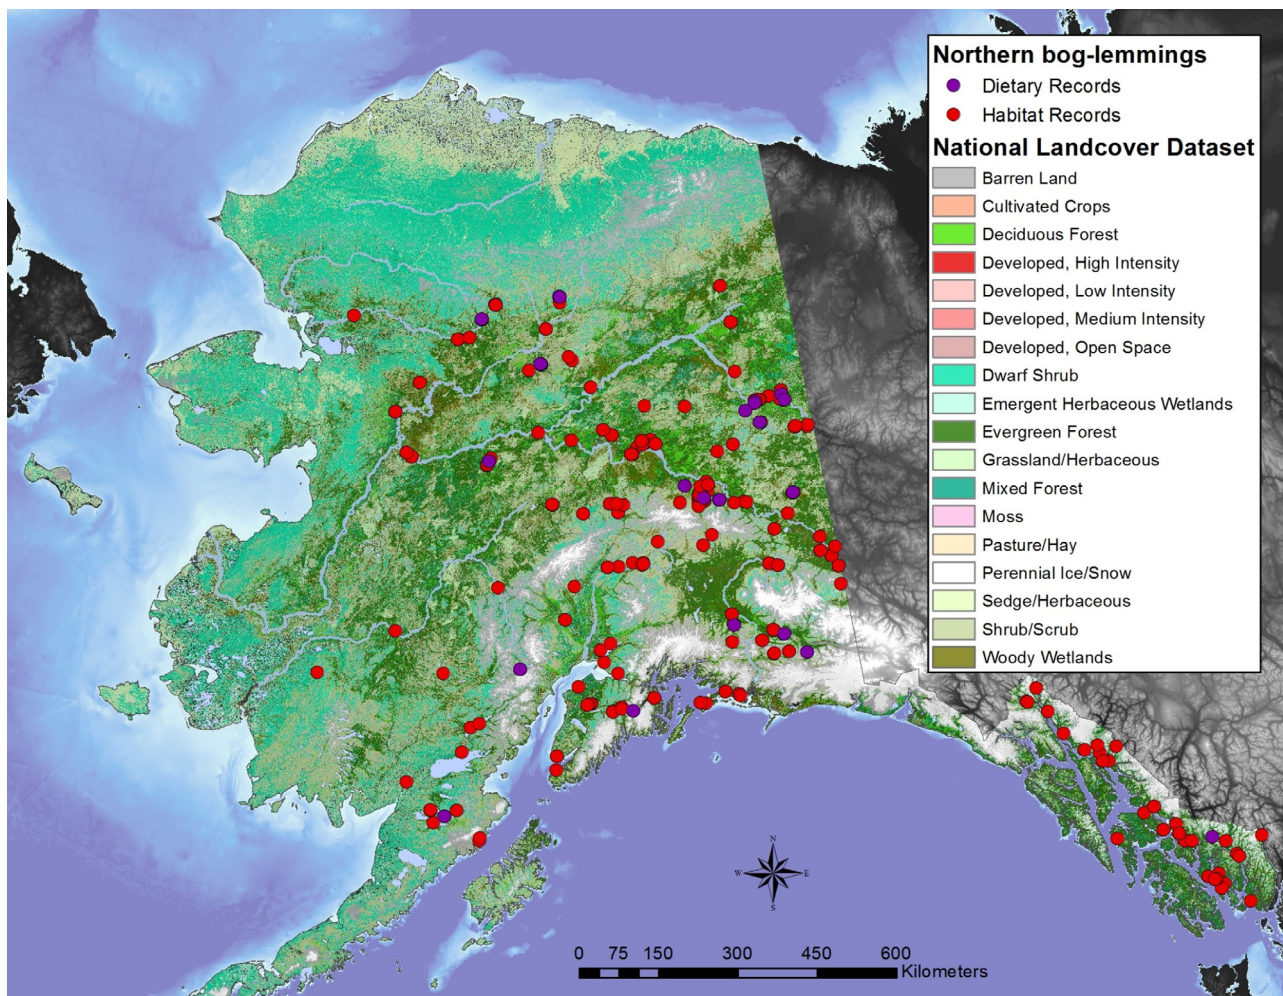 Northern bog-lemmings
Dietary Records
Habitat Records
National Landcover Dataset
Barren Land
Cultivated Crops
Deciduous Forest
Developed, High Intensity
Developed, Low Intensity
Developed, Medium Intensity
Developed, Open Space
Dwarf Shrub
Emergent Herbaceous Wetlands
Evergreen Forest
Grassland/Herbaceous
Mixed Forest
Moss
Pasture/Hay
Perennial Ice/Snow
Sedge/Herbaceous
Shrub/Scrub
Woody Wetlands
N
W E
S
0 75 150 300 450 600
Kilometers